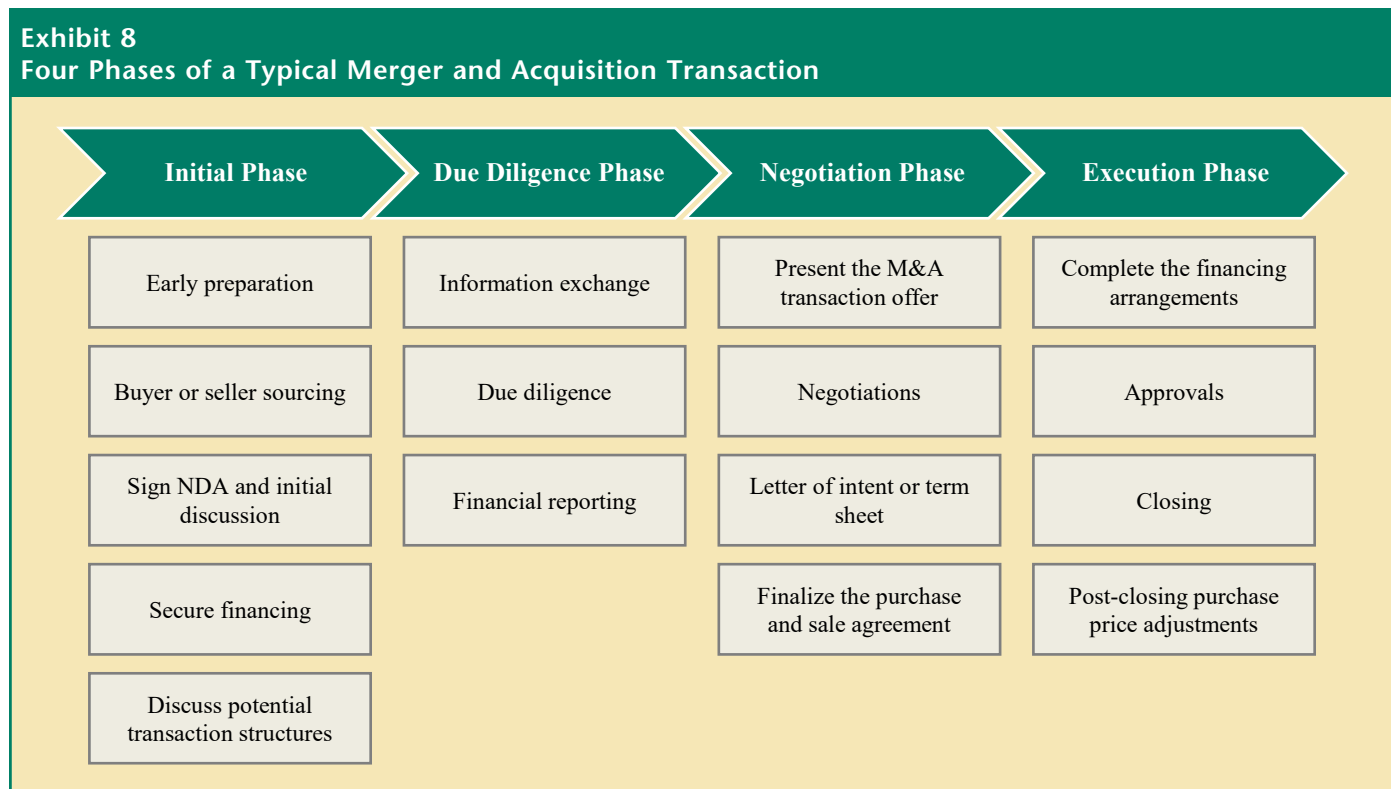 Exhibit 8
Four Phases of a Typical Merger and Acquisition Transaction
Initial Phase
Due Diligence Phase
Negotiation Phase
Execution Phase
Early preparation
Buyer or seller sourcing
Sign NDA and initial
discussion
Secure financing
Discuss potential
transaction structures
Information exchange
Due diligence
Financial reporting
Present the M&A
transaction offer
Negotiations
Letter of intent or term
sheet
Finalize the purchase
and sale agreement
Complete the financing
arrangements
Approvals
Closing
Post-closing purchase
price adjustments